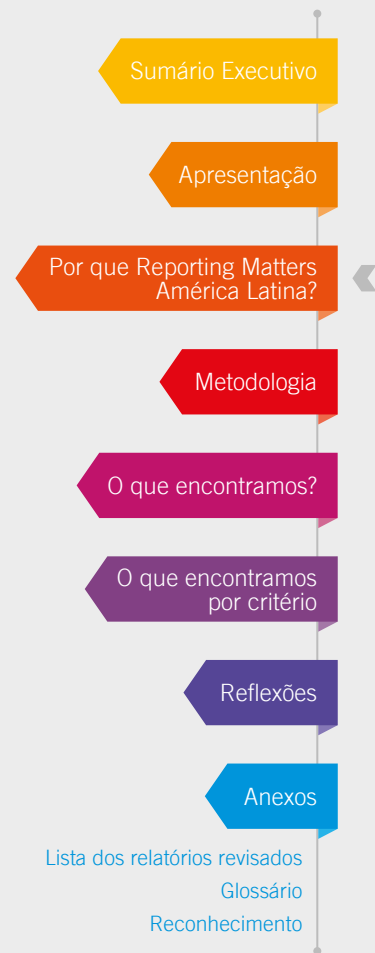 Sumário Executivo
Apresentação
Por que Reporting Matters
América Latina?
Metodologia
O que encontramos?
O que encontramos
por critério
Reflexões
Anexos
Lista dos relatórios revisados
Glossário
Reconhecimento